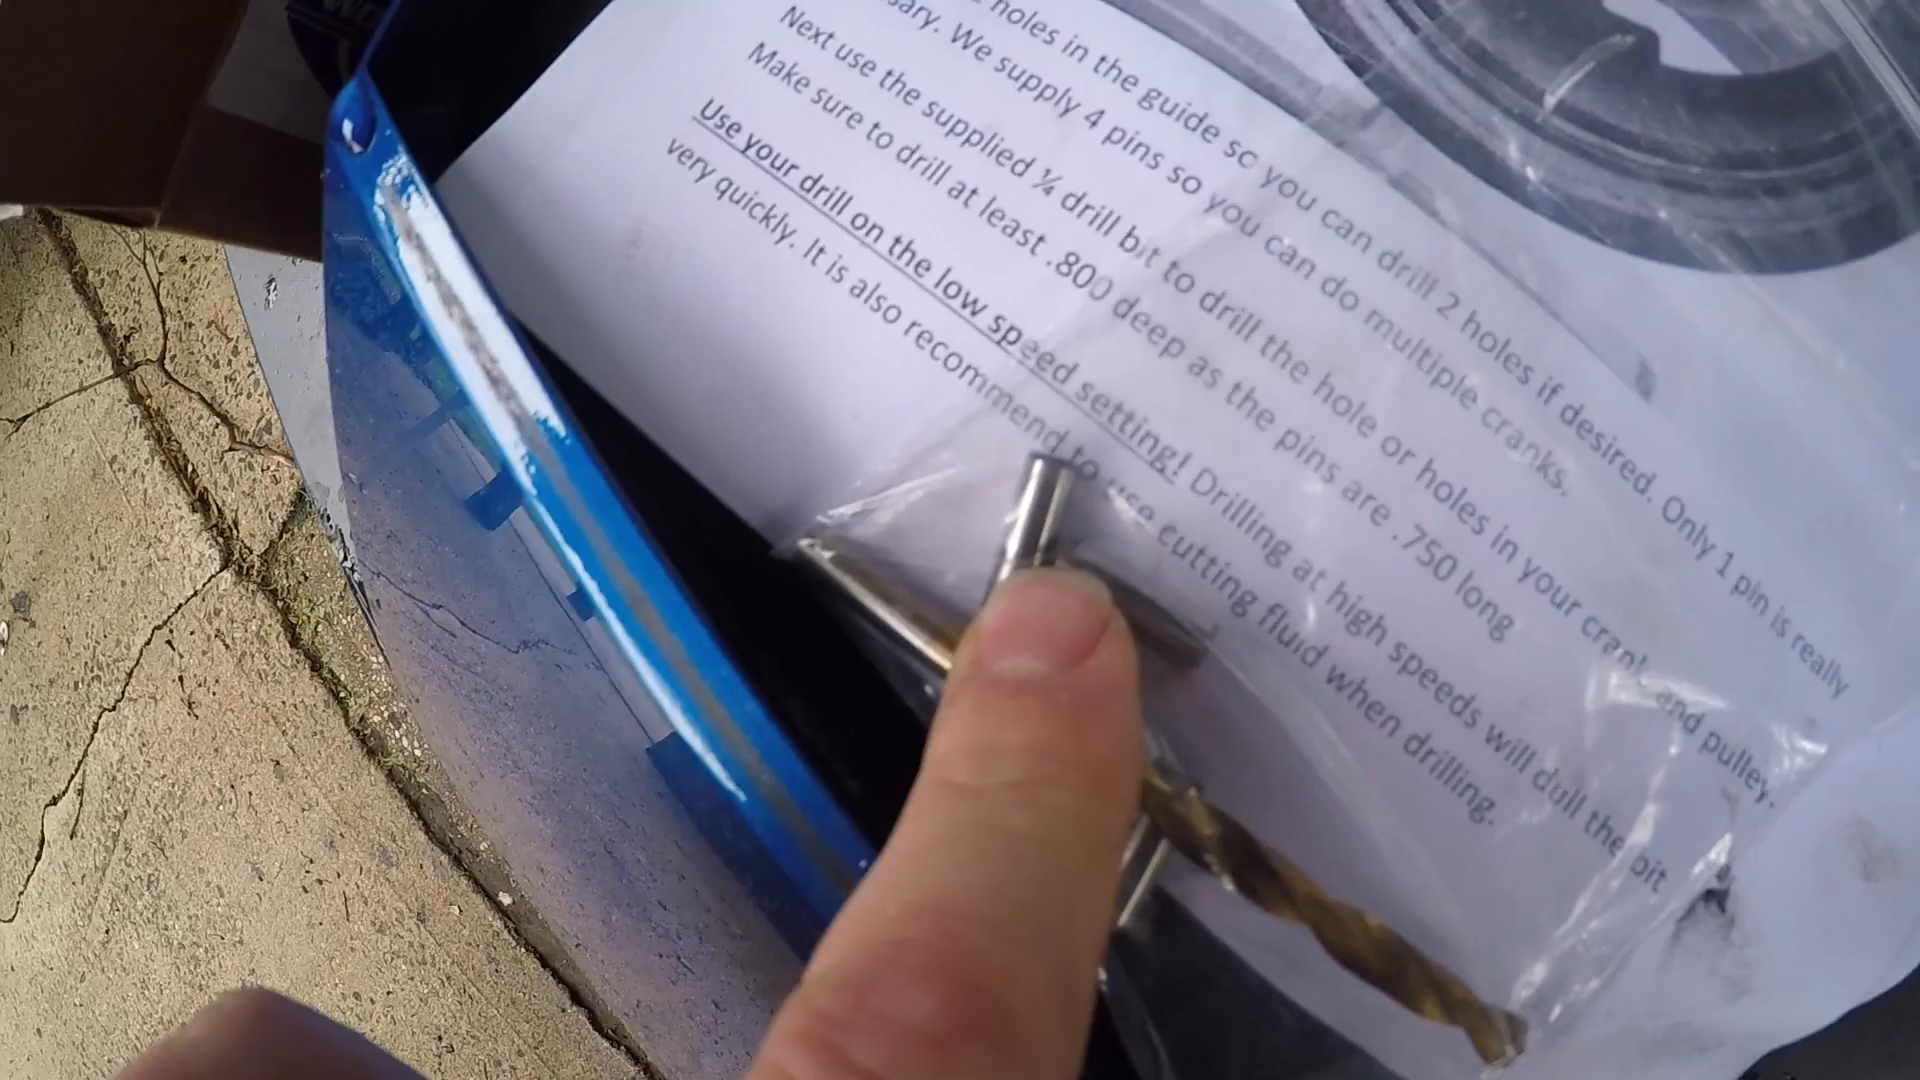 holes in the guide so you can drill 2 holes if desired. Only 1 pin is really
sary. We supply 4 pins so you can do multiple cranks.
Next use the supplied ¼ drill bit to drill the hole or holes in your crank and pulley.
Make sure to drill at least .800 deep as the pins are .750 long
Use your drill on the low speed setting! Drilling at high speeds will dull the bit
very quickly. It is also recommend to use cutting fluid when drilling.